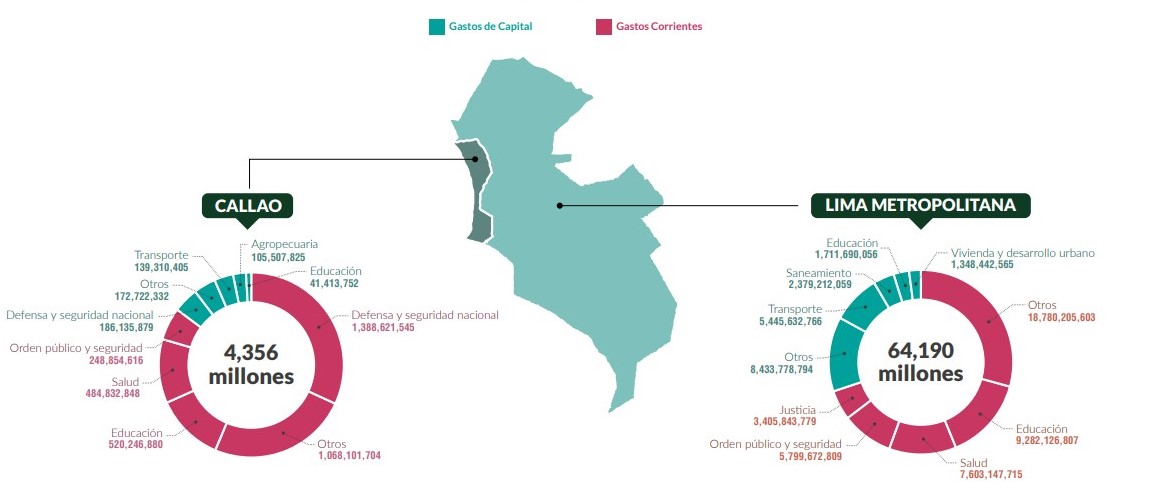 Gastos de Capital
Gastos Corrientes
CALLAO
Agropecuaria
105,507,825
Transporte
139,310,405
Educación
41,413,752
Otros
172,722,332
Defensa y seguridad nacional
186,135,879
Defensa y seguridad nacional
1,388,621,545
Orden público y seguridad
248,854,616
4,356
millones
Salud
484,832,848
Educación
520,246,880
Otros
1,068,101,704
LIMA METROPOLITANA
Educación
1,711,690,056
Vivienda y desarrollo urbano
1,348,442,565
Saneamiento
2,379,212,059
Transporte
5,445,632,766
Otros
18,780,205,603
Otros
8,433,778,794
64,190
millones
Justicia
3,405,843,779
Educación
9,282,126,807
Orden público y seguridad
5,799,672,809
Salud
7,603,147,715